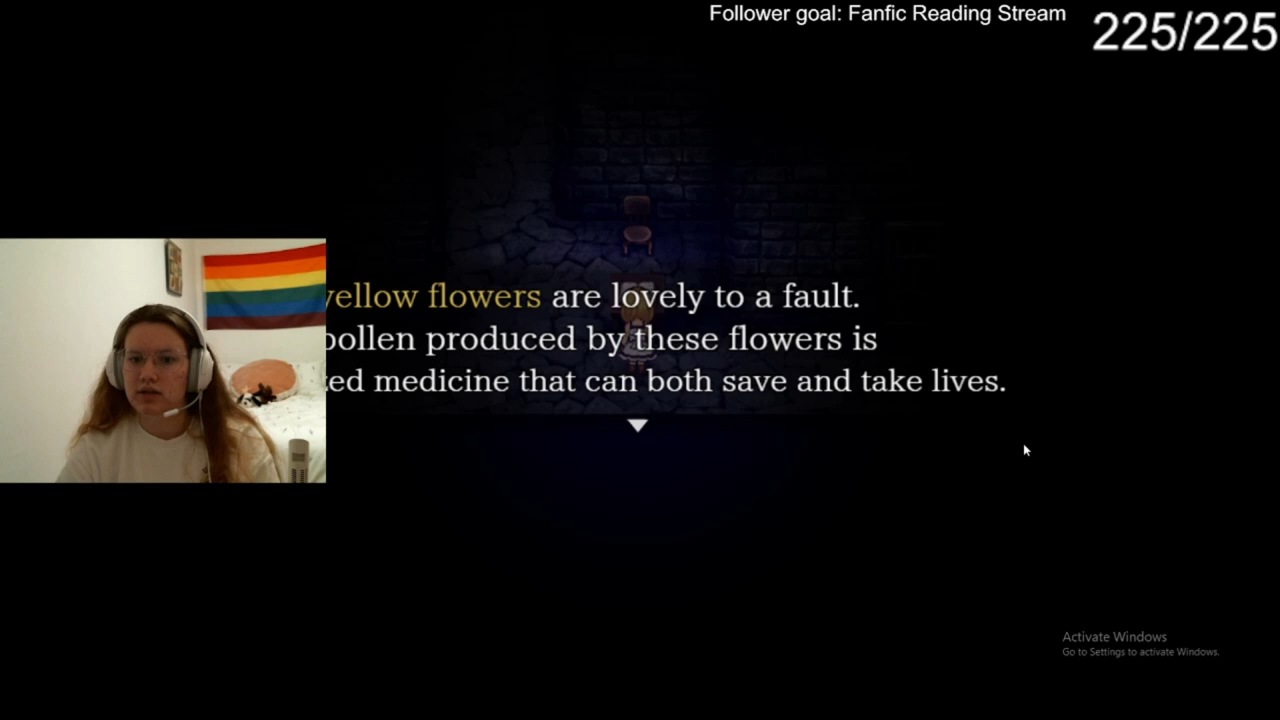 Follower goal: Fanfic Reading Stream
225/225
yellow flowers are lovely to a fault.
pollen produced by these flowers is
medicine that can both save and take lives.
Activate Windows
Go to Settings to activate Windows.